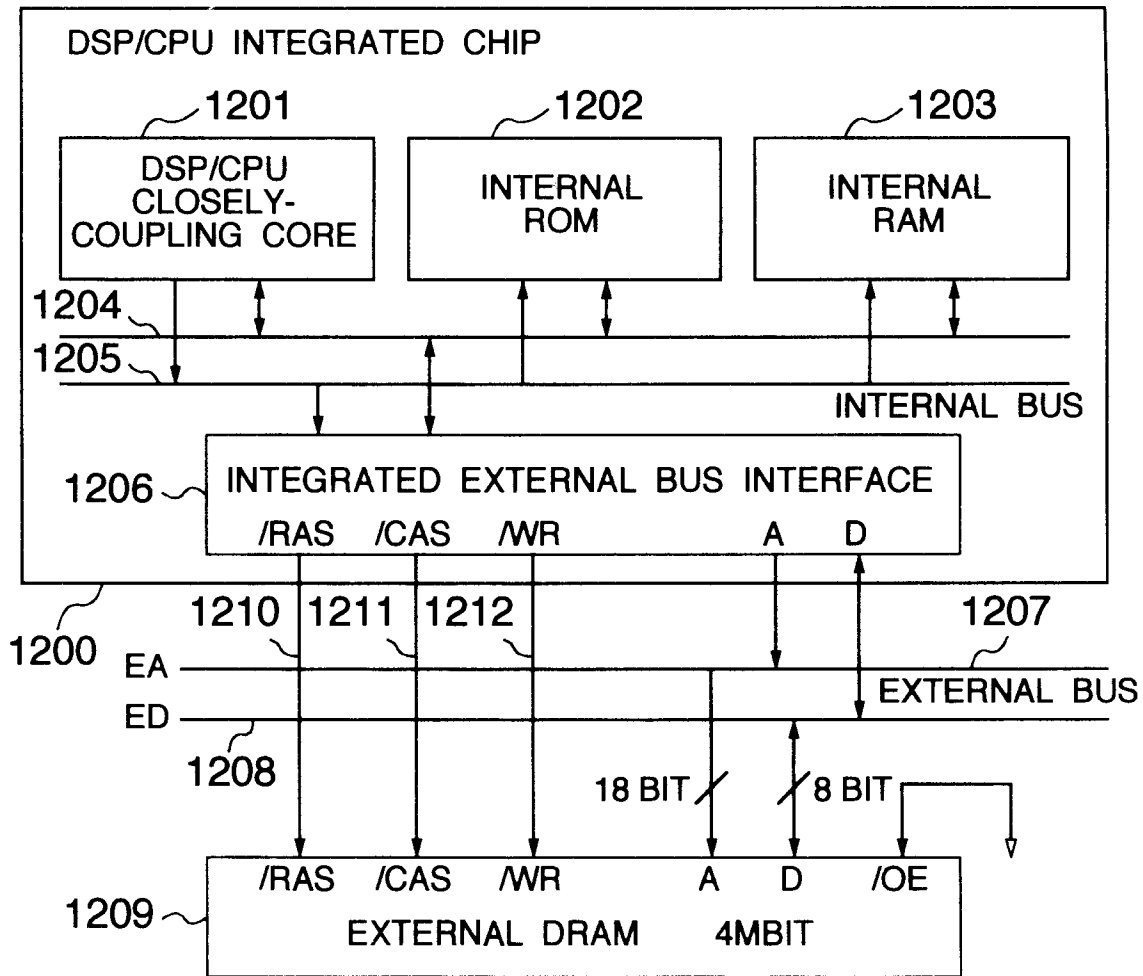 DSP/CPU INTEGRATED CHIP
1201
1202
1203
DSP/CPU
CLOSELY-
COUPLING CORE
INTERNAL
ROM
INTERNAL
RAM
1204
1205
INTERNAL BUS
1206
INTEGRATED EXTERNAL BUS INTERFACE
/RAS /CAS /WR A D
1200
1210 1211 1212
1207
EA
EXTERNAL BUS
ED
1208
18 BIT
8 BIT
/RAS /CAS /WR A D /OE
1209
EXTERNAL DRAM 4MBIT